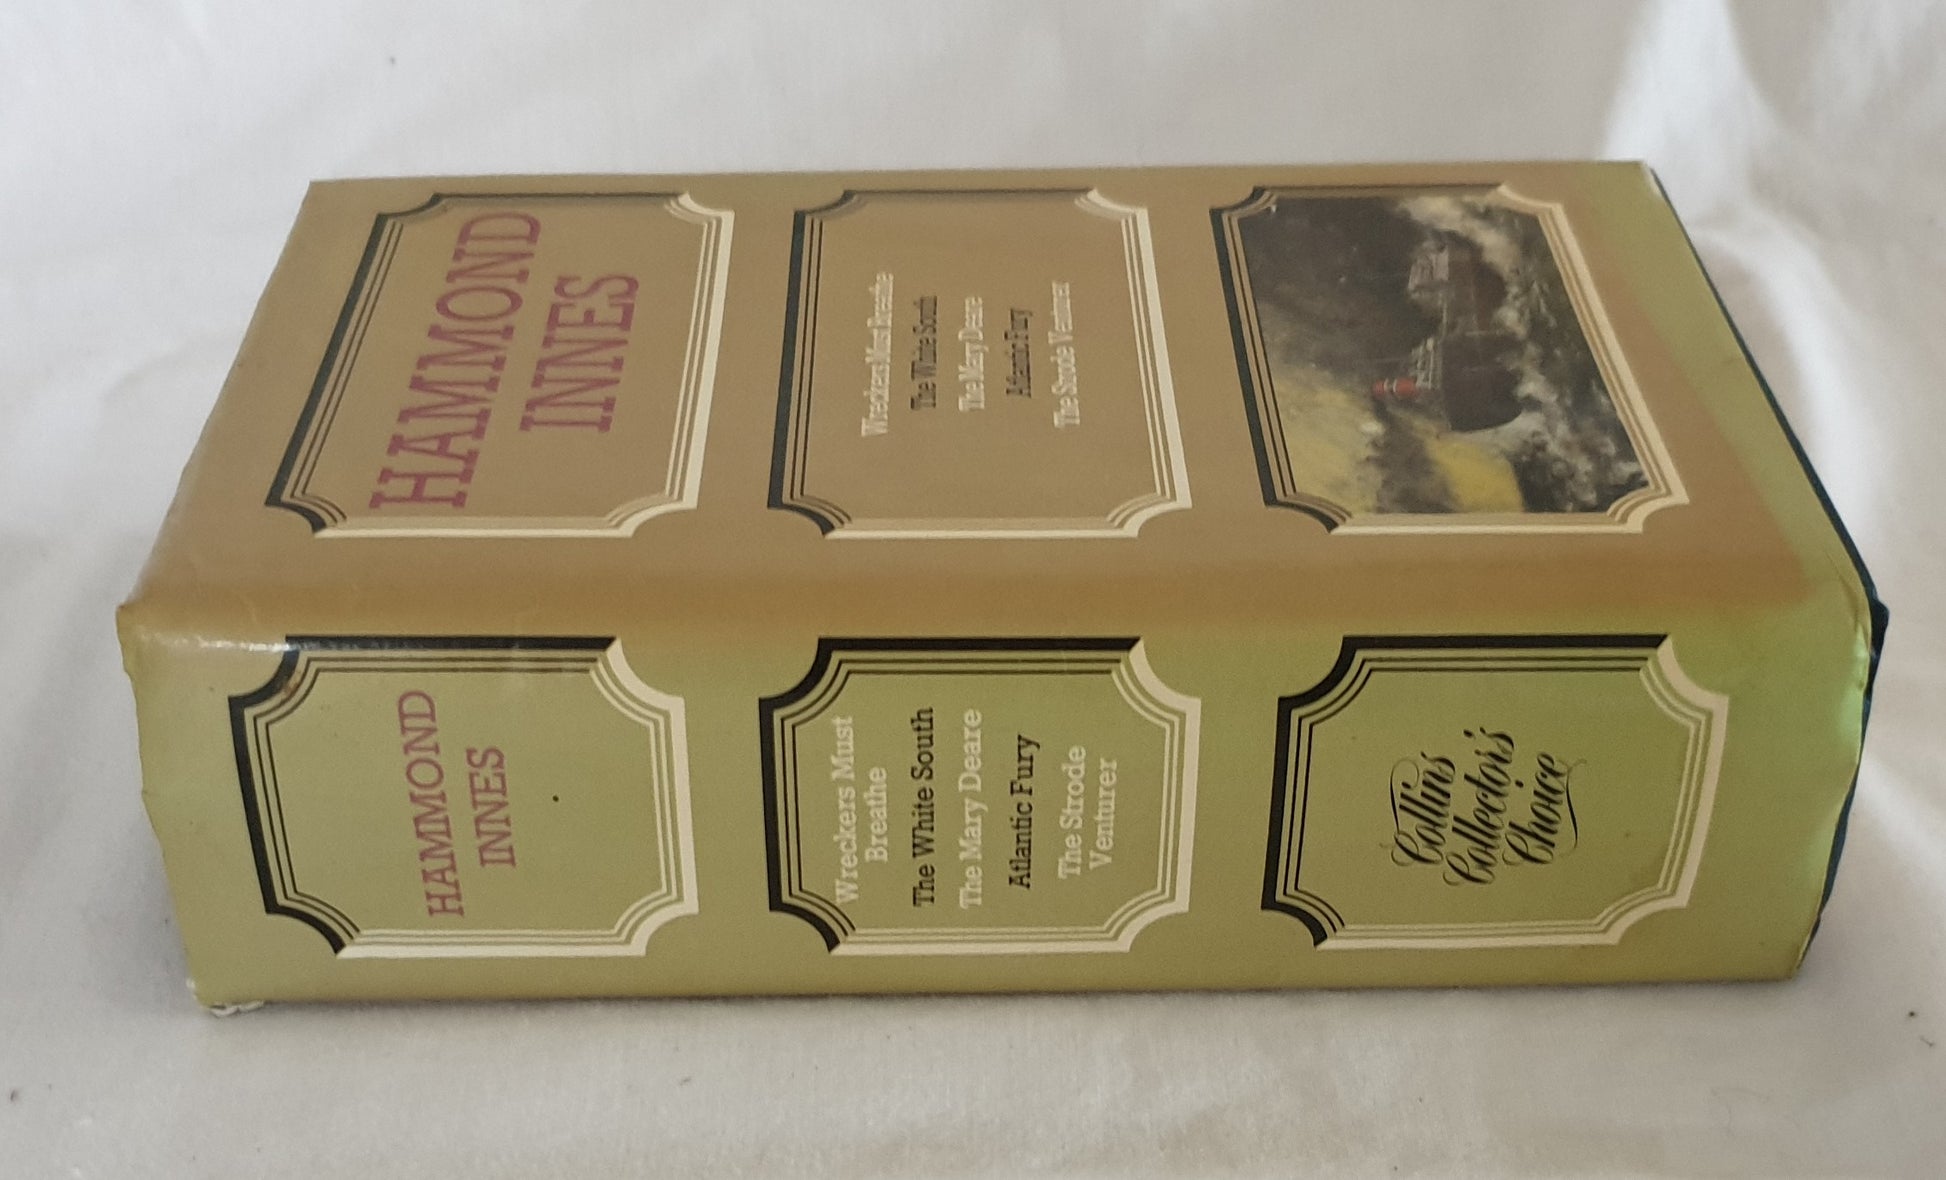 HAMMOND
INNES
Wreckers Must Breathe
The White South
The Mary Deare
Atlantic Fury
The Strode Venturer
HAMMOND
INNES
Wreckers Must
Breathe
The White South
The Mary Deare
Atlantic Fury
The Strode
Venturer
Collins
Collector's
Choice